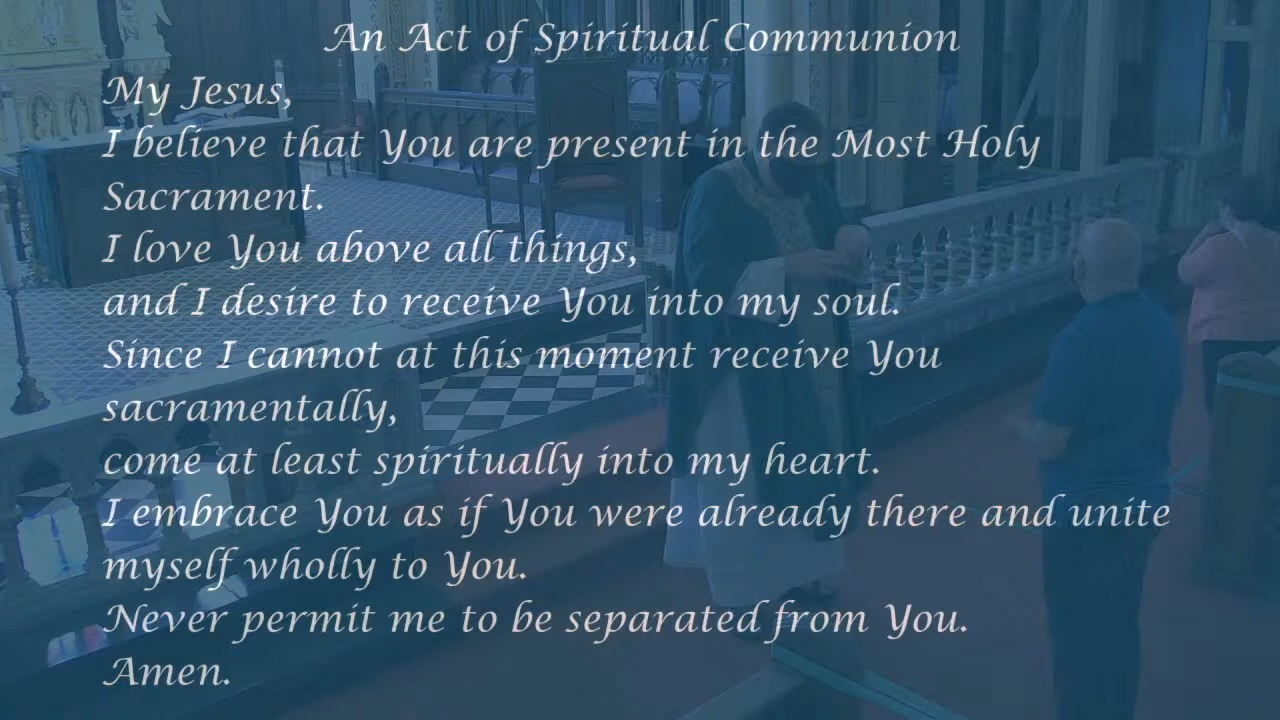 An Act of Spiritual Communion
My Jesus,
I believe that You are present in the Most Holy
Sacrament.
I love You above all things,
and I desire to receive You into my soul.
Since I cannot at this moment receive You
sacramentally,
come at least spiritually into my heart.
I embrace You as if You were already there and unite
myself wholly to You.
Never permit me to be separated from You.
Amen.